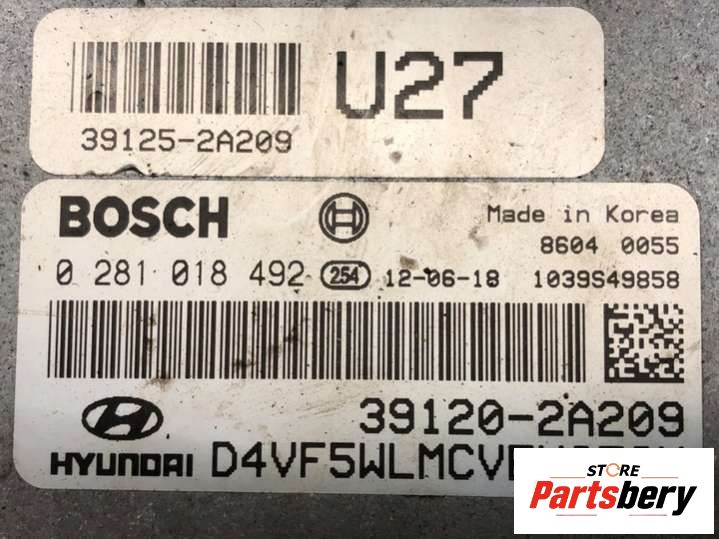 U27
39125-2A209
BOSCH
Made in Korea
8604 0055
0 281 018 492 254 12-06-18 1039S49858
39120-2A209
HYUNDAI
STORE
Partsbery